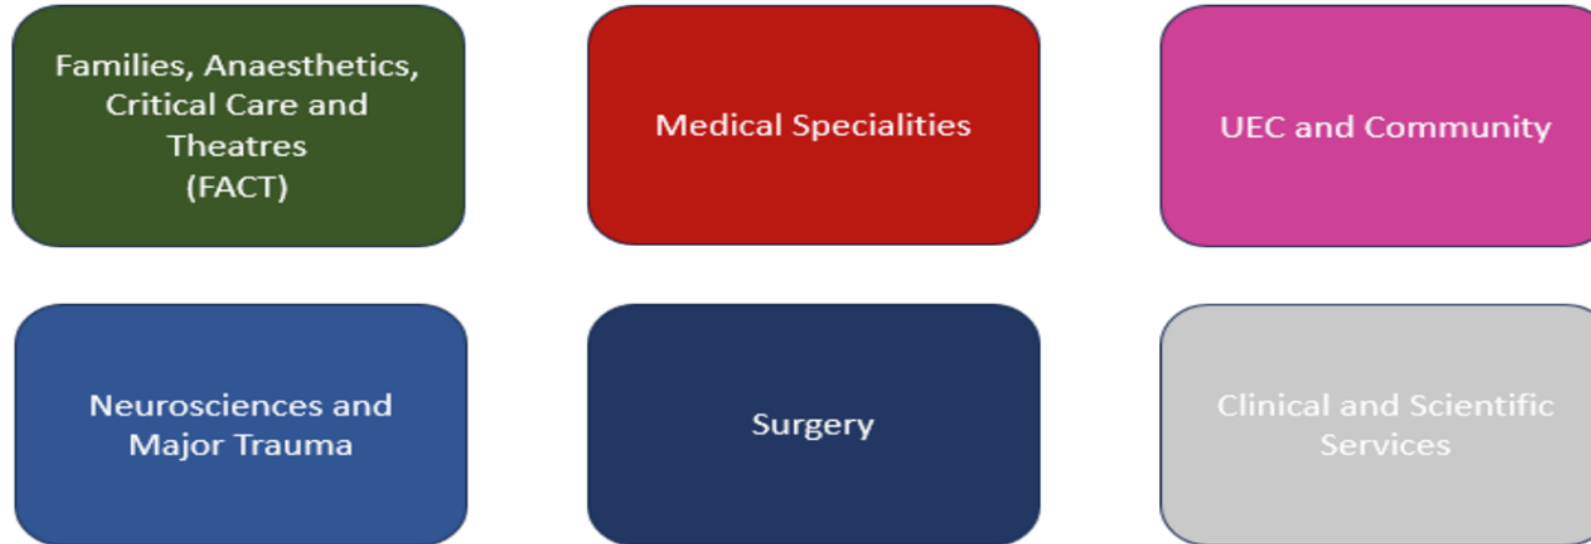 Families, Anaesthetics,
Critical Care and
Theatres
(FACT)
Medical Specialities
UEC and Community
Neurosciences and
Major Trauma
Surgery
Clinical and Scientific
Services